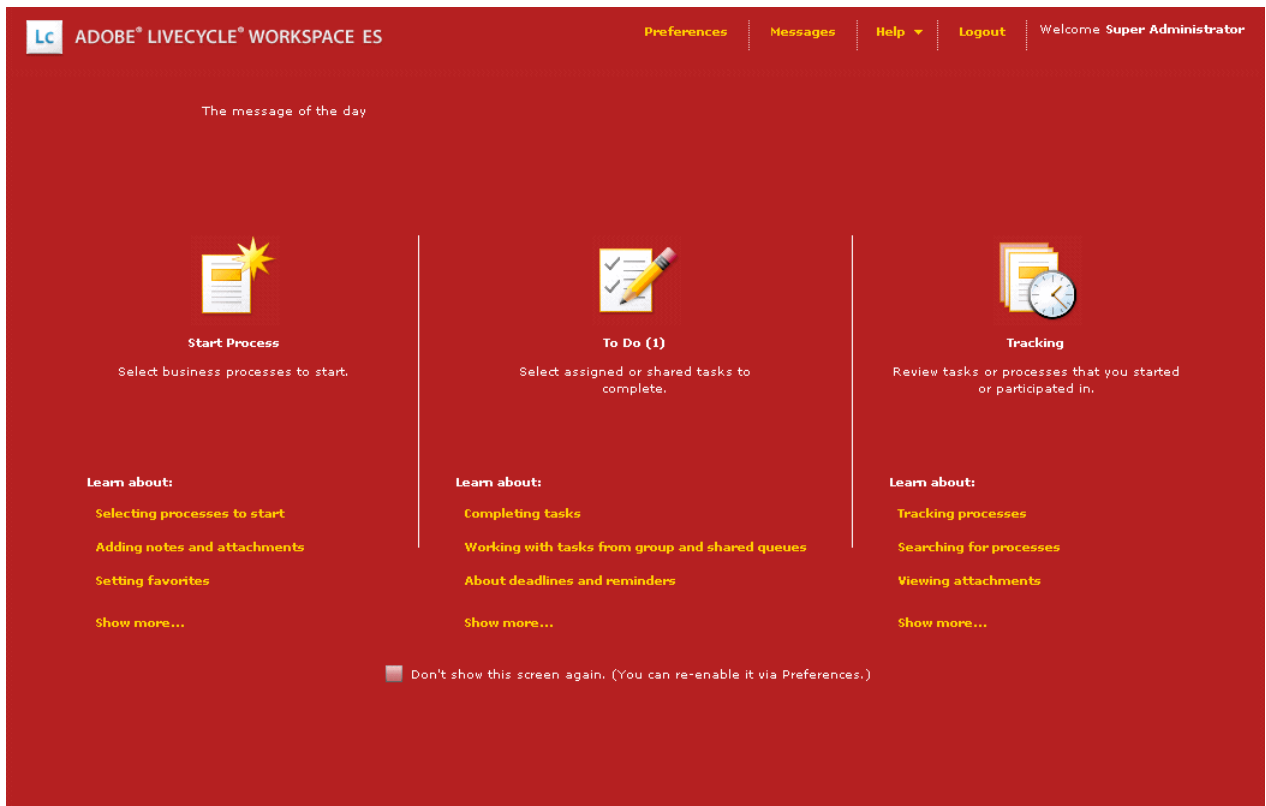 Lc ADOBE® LIVECYCLE® WORKSPACE ES
Preferences Messages Help Logout Welcome Super Administrator
The message of the day
Start Process
Select business processes to start.
Learn about:
Selecting processes to start
Adding notes and attachments
Setting favorites
Show more...
To Do (1)
Select assigned or shared tasks to
complete.
Learn about:
Completing tasks
Working with tasks from group and shared queues
About deadlines and reminders
Show more...
Tracking
Review tasks or processes that you started
or participated in.
Learn about:
Tracking processes
Searching for processes
Viewing attachments
Show more...
Don't show this screen again. (You can re-enable it via Preferences.)